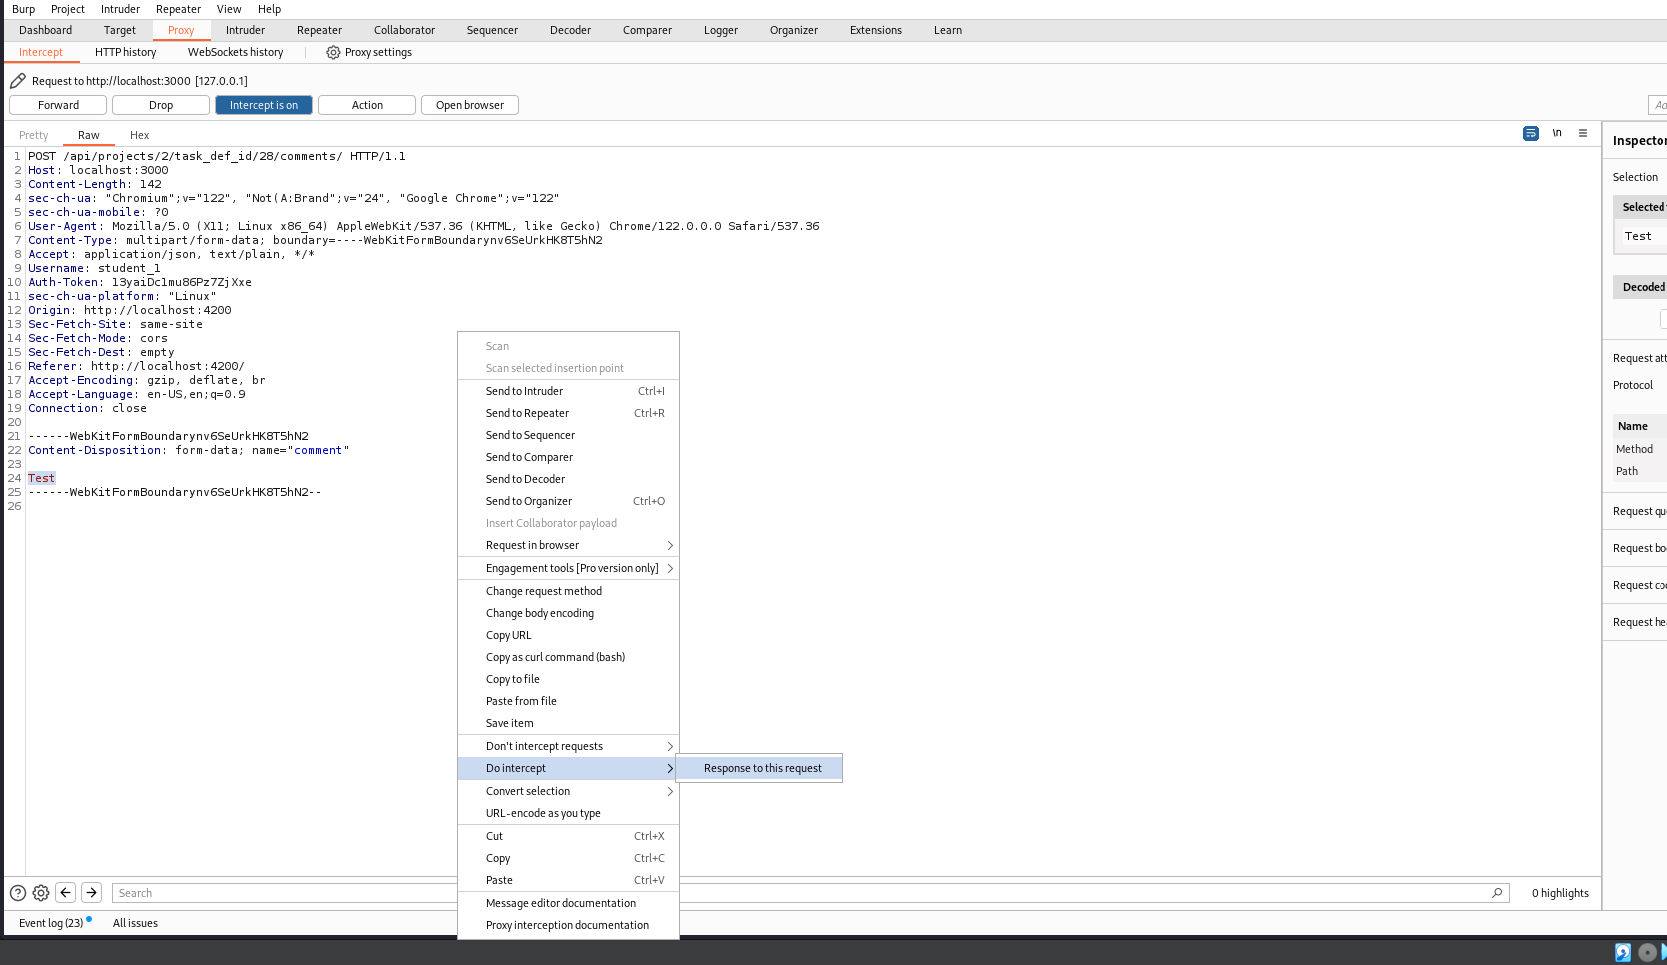 Burp Project Intruder Repeater View Help
Dashboard Target Proxy Intruder Repeater Collaborator Sequencer Decoder Comparer Logger Organizer Extensions Learn
Intercept HTTP history WebSockets history Proxy settings
Request to http://localhost:3000 [127.0.0.1]
Forward Drop Intercept is on Action Open browser
Pretty Raw Hex \n
Inspector
1 POST /api/projects/2/task_def_id/28/comments/ HTTP/1.1
2 Host: localhost:3000
3 Content-Length: 142
4 sec-ch-ua: "Chromium";v="122", "Not(A:Brand";v="24", "Google Chrome";v="122"
5 sec-ch-ua-mobile: ?0
6 User-Agent: Mozilla/5.0 (X11; Linux x86_64) AppleWebKit/537.36 (KHTML, like Gecko) Chrome/122.0.0.0 Safari/537.36
7 Content-Type: multipart/form-data; boundary=----WebKitFormBoundarynv6SeUrkHK8T5hN2
8 Accept: application/json, text/plain, */*
9 Username: student_1
10 Auth-Token: 13yaiDc1mu86Pz7ZjXxe
11 sec-ch-ua-platform: "Linux"
12 Origin: http://localhost:4200
13 Sec-Fetch-Site: same-site
14 Sec-Fetch-Mode: cors
15 Sec-Fetch-Dest: empty
16 Referer: http://localhost:4200/
17 Accept-Encoding: gzip, deflate, br
18 Accept-Language: en-US,en;q=0.9
19 Connection: close
20
21 ------WebKitFormBoundarynv6SeUrkHK8T5hN2
22 Content-Disposition: form-data; name="comment"
23
24 Test
25 ------WebKitFormBoundarynv6SeUrkHK8T5hN2--
26
Scan
Scan selected insertion point
Send to Intruder Ctrl+I
Send to Repeater Ctrl+R
Send to Sequencer
Send to Comparer
Send to Decoder
Send to Organizer Ctrl+O
Insert Collaborator payload
Request in browser
Engagement tools [Pro version only]
Change request method
Change body encoding
Copy URL
Copy as curl command (bash)
Copy to file
Paste from file
Save item
Don't intercept requests
Do intercept
Response to this request
Convert selection
URL-encode as you type
Cut Ctrl+X
Copy Ctrl+C
Paste Ctrl+V
Message editor documentation
Proxy interception documentation
Selection
Selected
Test
Decoded
Request att
Protocol
Name
Method
Path
Request qu
Request bo
Request co
Request he
Search
0 highlights
Event log (23) All issues